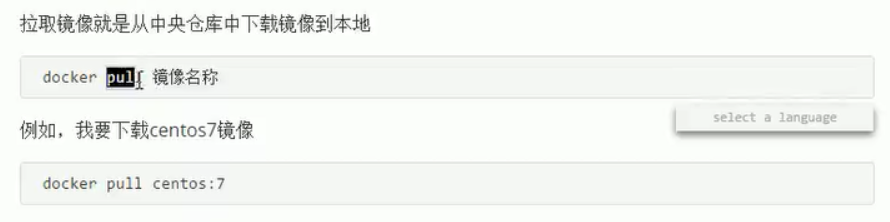 拉取镜像就是从中央仓库中下载镜像到本地
docker pull 镜像名称
select a language
例如，我要下载centos7镜像
docker pull centos:7